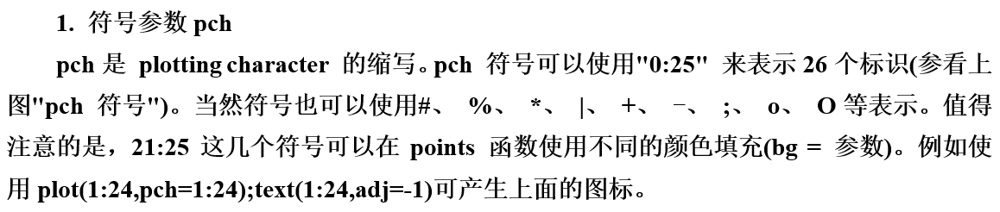 1. 符号参数 pch
pch 是 plotting character 的缩写。pch 符号可以使用"0:25" 来表示 26 个标识(参看上
图"pch 符号")。当然符号也可以使用#、 %、 *、 |、 +、 -、 ;、 o、 O 等表示。值得
注意的是，21:25 这几个符号可以在 points 函数使用不同的颜色填充(bg = 参数)。例如使
用 plot(1:24,pch=1:24);text(1:24,adj=-1)可产生上面的图标。